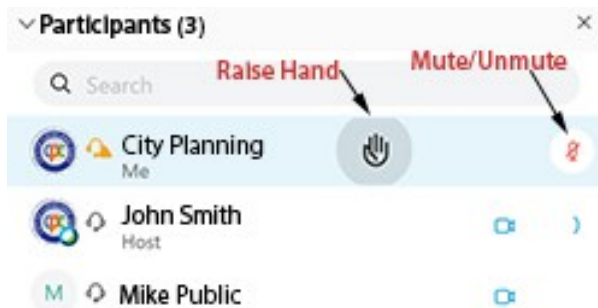 Participants (3)
Search
Raise Hand
Mute/Unmute
City Planning
Me
John Smith
Host
M Mike Public